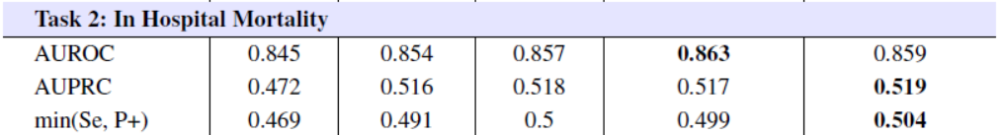 Task 2: In Hospital Mortality
AUROC 0.845 0.854 0.857 0.863 0.859
AUPRC 0.472 0.516 0.518 0.517 0.519
min(Se, P+) 0.469 0.491 0.5 0.499 0.504